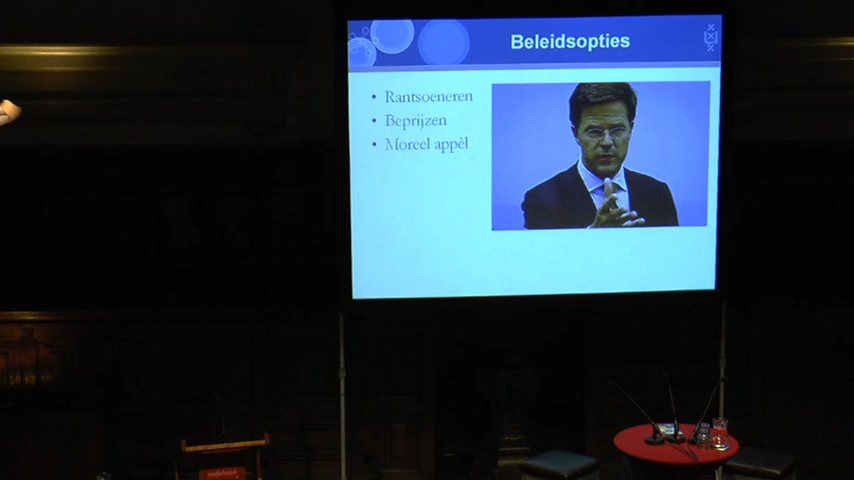 Beleidsopties
• Rantsoeneren
• Beprijzen
• Moreel appèl